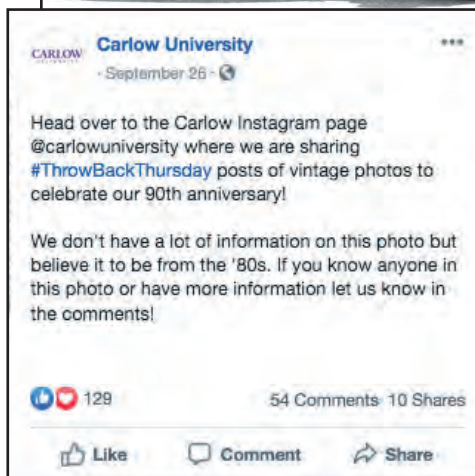 CARLOW
UNIVERSITY
Carlow University
· September 26 ·
Head over to the Carlow Instagram page
@carlowuniversity where we are sharing
#ThrowBackThursday posts of vintage photos to
celebrate our 90th anniversary!
We don't have a lot of information on this photo but
believe it to be from the '80s. If you know anyone in
this photo or have more information let us know in
the comments!
129
54 Comments 10 Shares
Like Comment Share